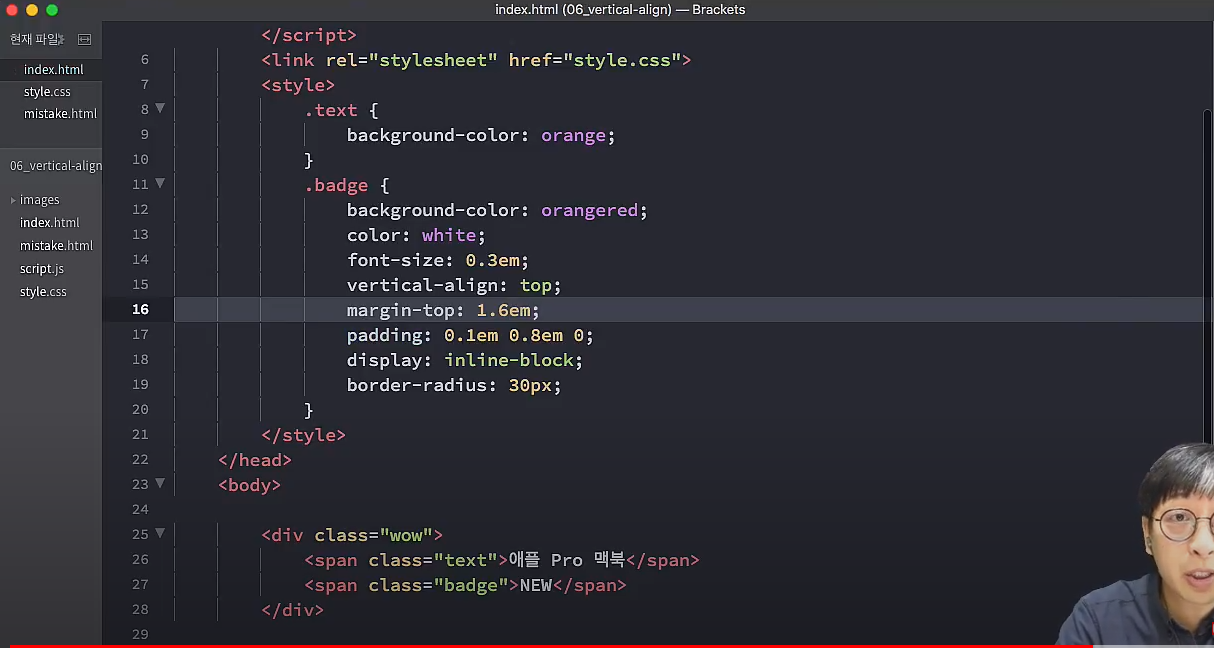 index.html (06_vertical-align) — Brackets
현재 파일
index.html
style.css
mistake.html
06_vertical-align
images
index.html
mistake.html
script.js
style.css
</script>
6 <link rel="stylesheet" href="style.css">
7 <style>
8 .text {
9 background-color: orange;
10 }
11 .badge {
12 background-color: orangered;
13 color: white;
14 font-size: 0.3em;
15 vertical-align: top;
16 margin-top: 1.6em;
17 padding: 0.1em 0.8em 0;
18 display: inline-block;
19 border-radius: 30px;
20 }
21 </style>
22 </head>
23 <body>
24
25 <div class="wow">
26 <span class="text">애플 Pro 맥북</span>
27 <span class="badge">NEW</span>
28 </div>
29